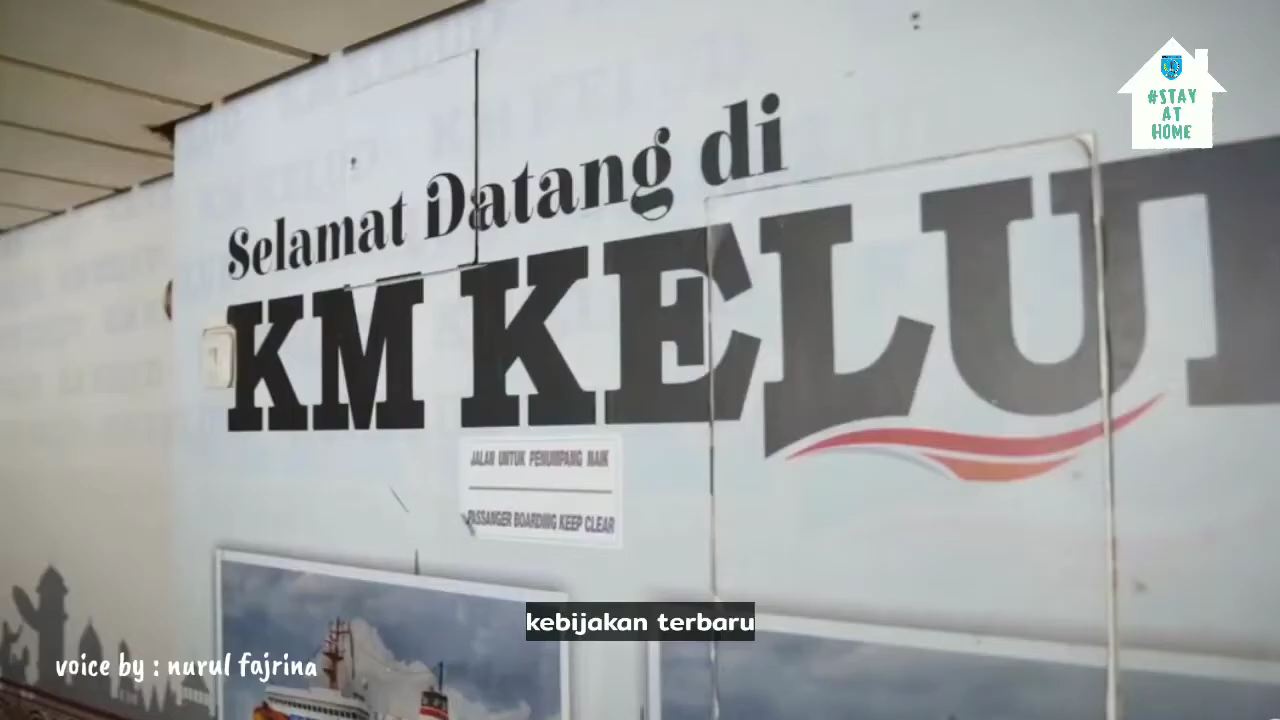 #STAY
AT
HOME
Selamat Datang di
KM KELU
JALAN UNTUK PENUMPANG NAIK
PASSANGER BOARDING KEEP CLEAR
kebijakan terbaru
voice by : nurul fajrina